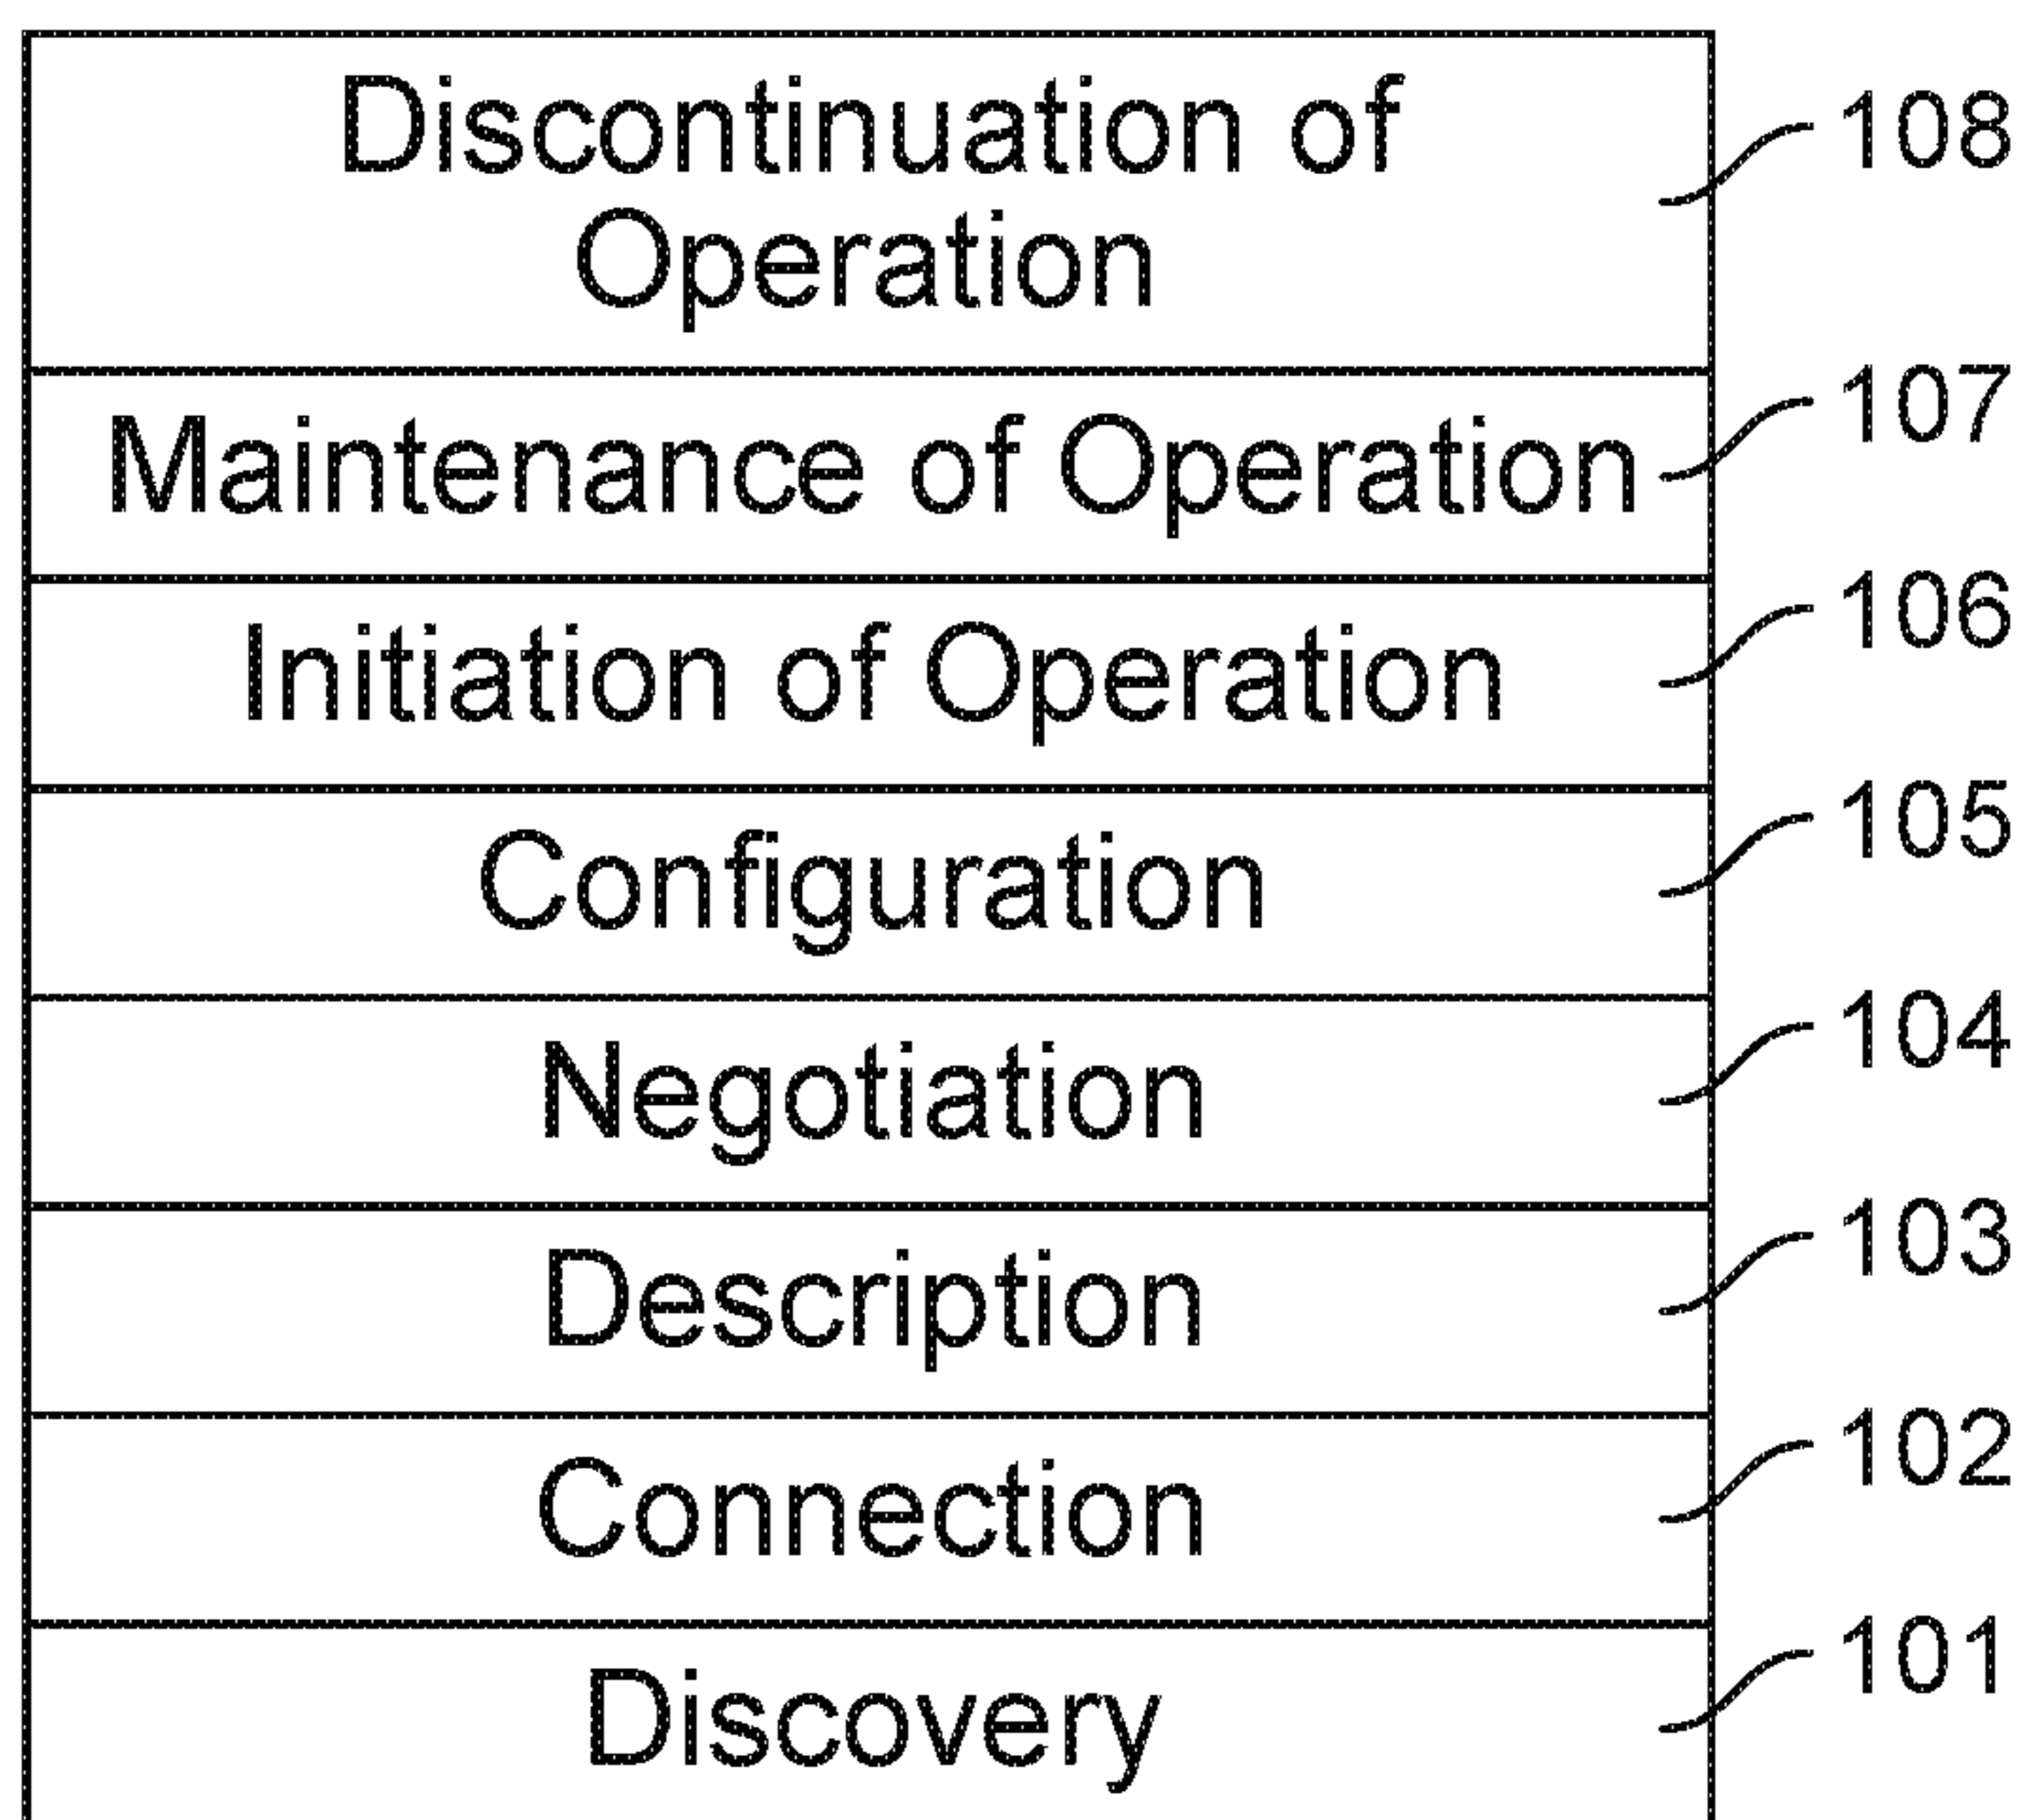 Discontinuation of
Operation
108
Maintenance of Operation
107
Initiation of Operation
106
Configuration
105
Negotiation
104
Description
103
Connection
102
Discovery
101